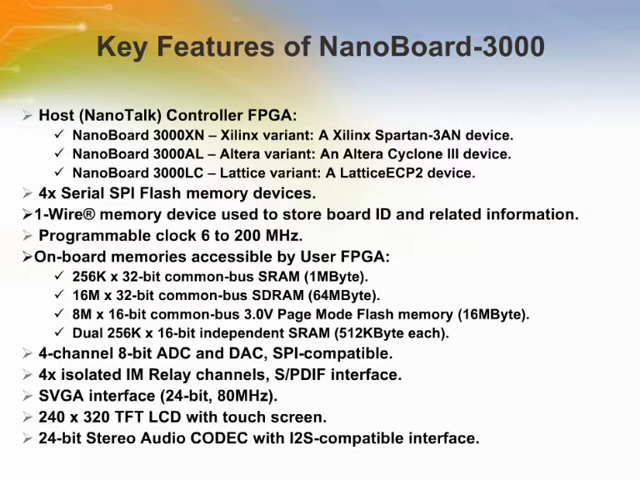 Key Features of NanoBoard-3000
➢ Host (NanoTalk) Controller FPGA:
✓ NanoBoard 3000XN – Xilinx variant: A Xilinx Spartan-3AN device.
✓ NanoBoard 3000AL – Altera variant: An Altera Cyclone III device.
✓ NanoBoard 3000LC – Lattice variant: A LatticeECP2 device.
➢ 4x Serial SPI Flash memory devices.
➢1-Wire® memory device used to store board ID and related information.
➢ Programmable clock 6 to 200 MHz.
➢On-board memories accessible by User FPGA:
✓ 256K x 32-bit common-bus SRAM (1MByte).
✓ 16M x 32-bit common-bus SDRAM (64MByte).
✓ 8M x 16-bit common-bus 3.0V Page Mode Flash memory (16MByte).
✓ Dual 256K x 16-bit independent SRAM (512KByte each).
➢ 4-channel 8-bit ADC and DAC, SPI-compatible.
➢ 4x isolated IM Relay channels, S/PDIF interface.
➢ SVGA interface (24-bit, 80MHz).
➢ 240 x 320 TFT LCD with touch screen.
➢ 24-bit Stereo Audio CODEC with I2S-compatible interface.